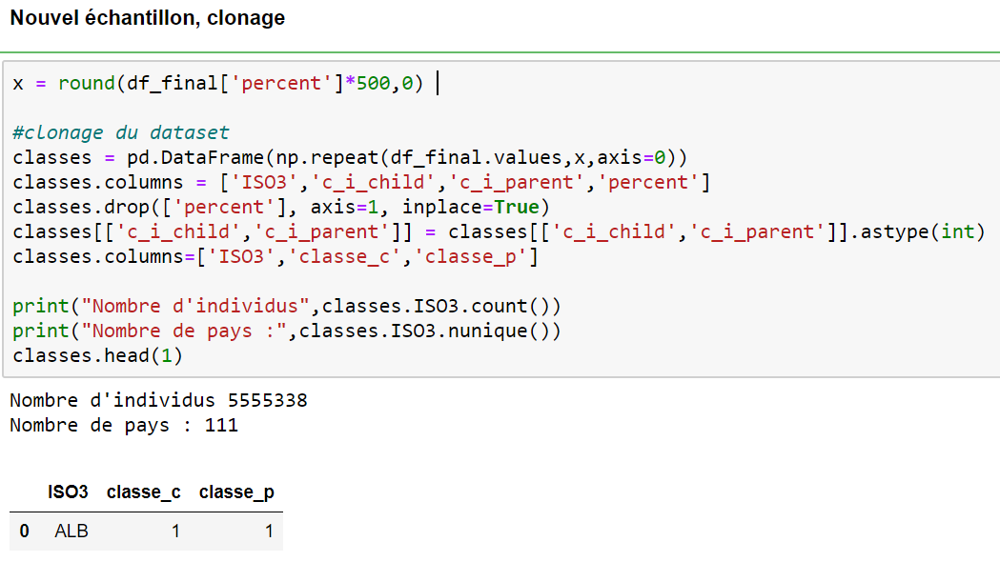 Nouvel échantillon, clonage
x = round(df_final['percent']*500,0)
#clonage du dataset
classes = pd.DataFrame(np.repeat(df_final.values,x,axis=0))
classes.columns = ['ISO3','c_i_child','c_i_parent','percent']
classes.drop(['percent'], axis=1, inplace=True)
classes[['c_i_child','c_i_parent']] = classes[['c_i_child','c_i_parent']].astype(int)
classes.columns=['ISO3','classe_c','classe_p']
print("Nombre d'individus",classes.ISO3.count())
print("Nombre de pays :",classes.ISO3.nunique())
classes.head(1)
Nombre d'individus 5555338
Nombre de pays : 111
ISO3 classe_c classe_p
0 ALB 1 1